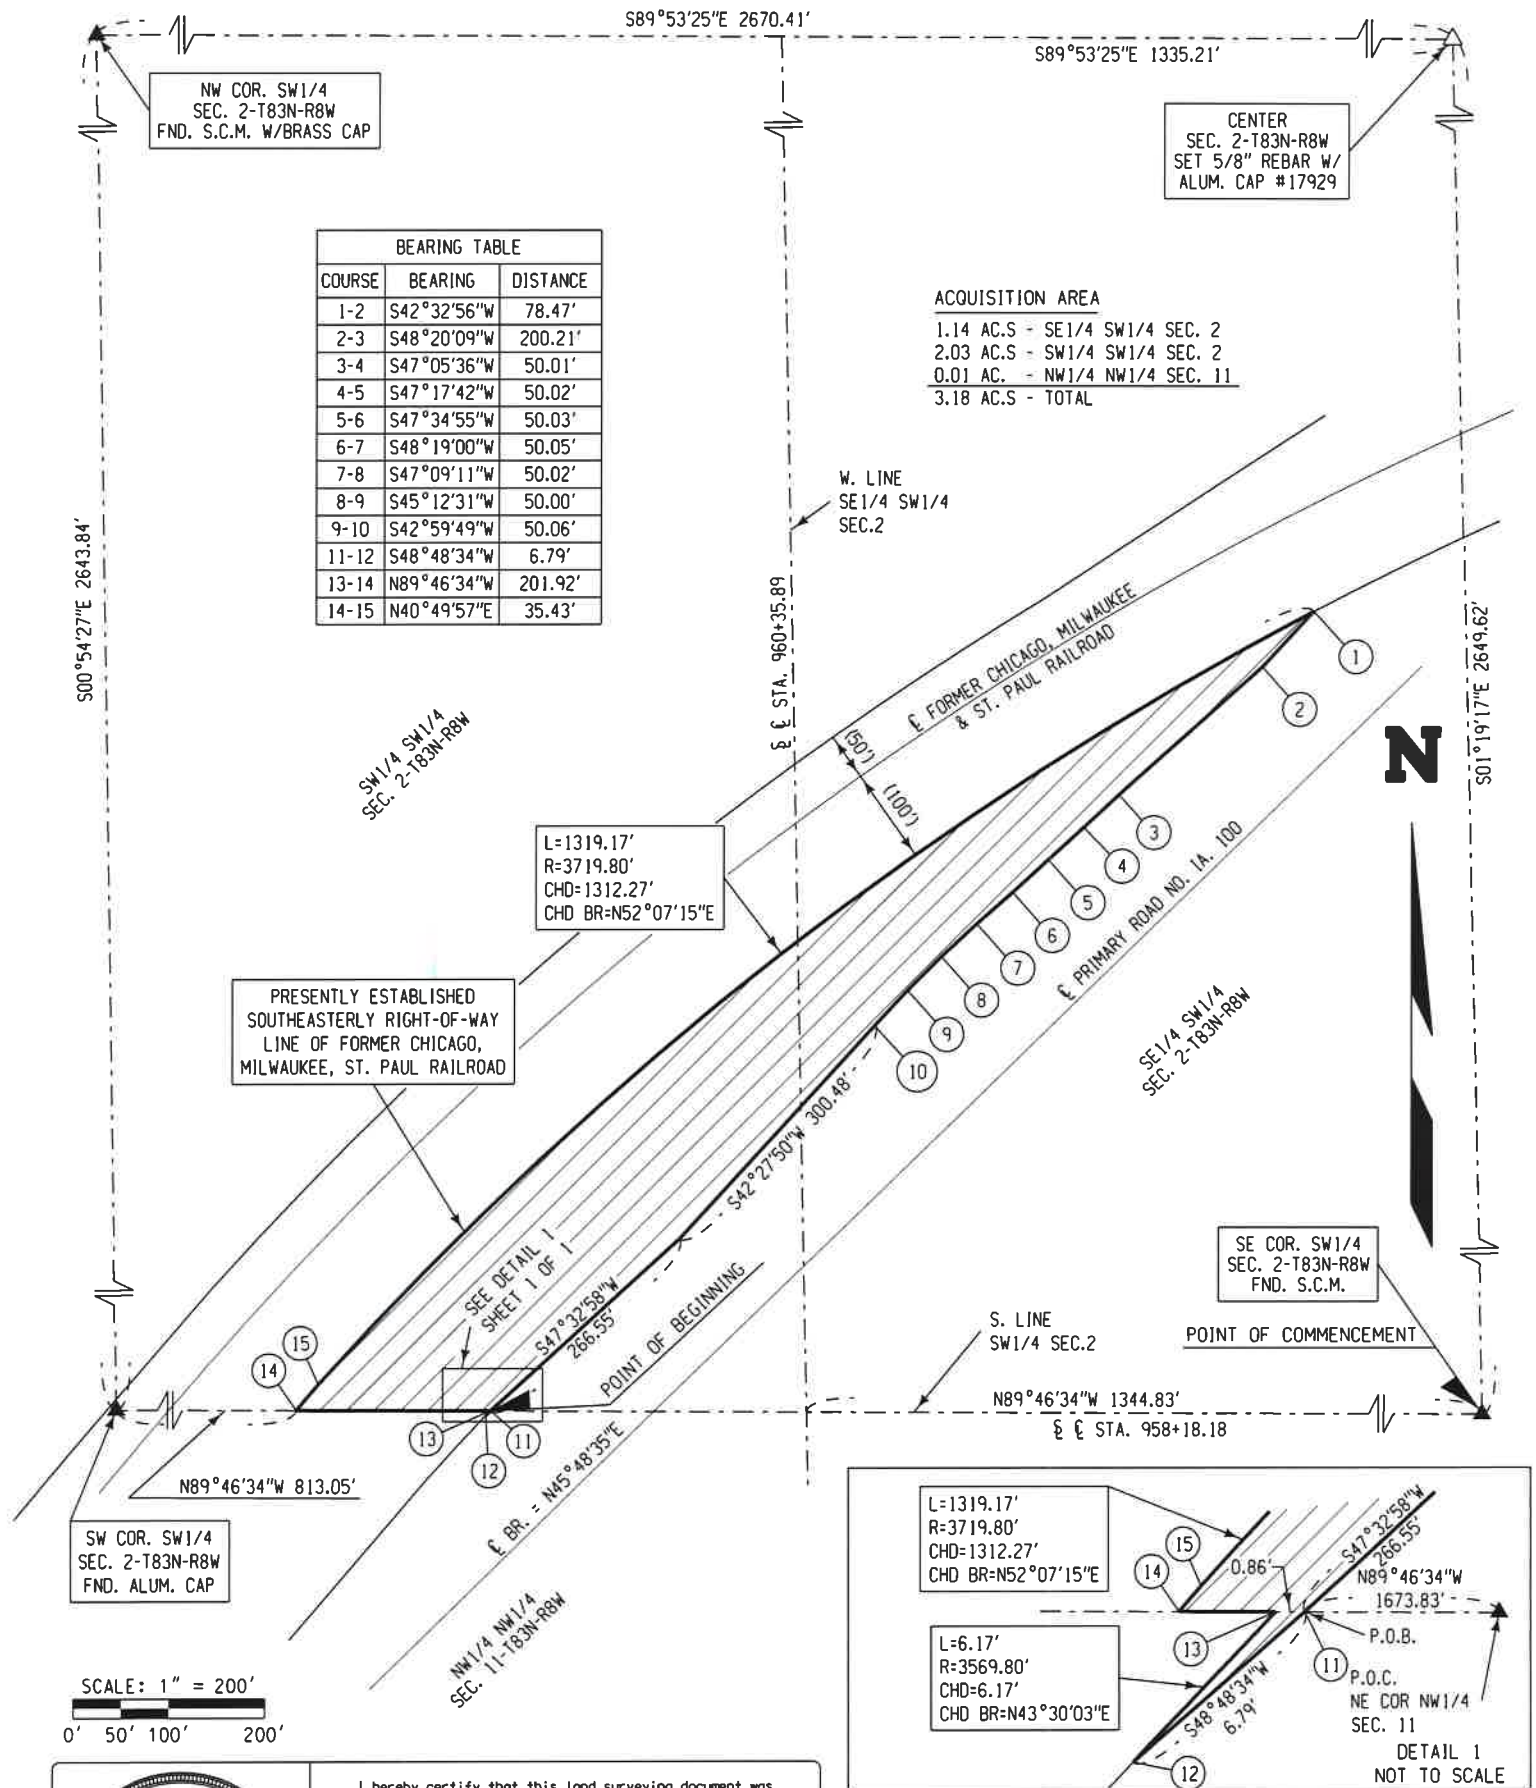 S89°53'25"E 2670.41'
S89°53'25"E 1335.21'
NW COR. SW1/4
SEC. 2-T83N-R8W
FND. S.C.M. W/BRASS CAP
CENTER
SEC. 2-T83N-R8W
SET 5/8" REBAR W/
ALUM. CAP #17929
BEARING TABLE
COURSE BEARING DISTANCE
1-2 S42°32'56"W 78.47'
2-3 S48°20'09"W 200.21'
3-4 S47°05'36"W 50.01'
4-5 S47°17'42"W 50.02'
5-6 S47°34'55"W 50.03'
6-7 S48°19'00"W 50.05'
7-8 S47°09'11"W 50.02'
8-9 S45°12'31"W 50.00'
9-10 S42°59'49"W 50.06'
11-12 S48°48'34"W 6.79'
13-14 N89°46'34"W 201.92'
14-15 N40°49'57"E 35.43'
ACQUISITION AREA
1.14 AC.S - SE1/4 SW1/4 SEC. 2
2.03 AC.S - SW1/4 SW1/4 SEC. 2
0.01 AC. - NW1/4 NW1/4 SEC. 11
3.18 AC.S - TOTAL
W. LINE
SE1/4 SW1/4
SEC.2
S00°54'27"E 2643.84'
℄ ℄ STA. 960+35.89
S01°19'17"E 2649.62'
℄ FORMER CHICAGO, MILWAUKEE
& ST. PAUL RAILROAD
(50')
(100')
1
2
3
4
5
6
7
8
9
10
N
SW1/4 SW1/4
SEC. 2-T83N-R8W
L=1319.17'
R=3719.80'
CHD=1312.27'
CHD BR=N52°07'15"E
℄ PRIMARY ROAD NO. IA. 100
PRESENTLY ESTABLISHED
SOUTHEASTERLY RIGHT-OF-WAY
LINE OF FORMER CHICAGO,
MILWAUKEE, ST. PAUL RAILROAD
SE1/4 SW1/4
SEC. 2-T83N-R8W
S42°27'50"W 300.48'
SEE DETAIL 1
SHEET 1 OF 1
S47°32'58"W
266.55'
POINT OF BEGINNING
SE COR. SW1/4
SEC. 2-T83N-R8W
FND. S.C.M.
S. LINE
SW1/4 SEC.2
POINT OF COMMENCEMENT
15
14
13
12
11
N89°46'34"W 1344.83'
℄ ℄ STA. 958+18.18
N89°46'34"W 813.05'
℄ BR. = N45°48'35"E
SW COR. SW1/4
SEC. 2-T83N-R8W
FND. ALUM. CAP
NW1/4 NW1/4
SEC. 11-T83N-R8W
SCALE: 1" = 200'
0' 50' 100' 200'
L=1319.17'
R=3719.80'
CHD=1312.27'
CHD BR=N52°07'15"E
15
14
0.86'
S47°32'58"W
266.55'
N89°46'34"W
1673.83'
P.O.B.
13
11
L=6.17'
R=3569.80'
CHD=6.17'
CHD BR=N43°30'03"E
S48°48'34"W
6.79'
P.O.C.
NE COR NW1/4
SEC. 11
12
DETAIL 1
NOT TO SCALE
I hereby certify that this land surveying document was